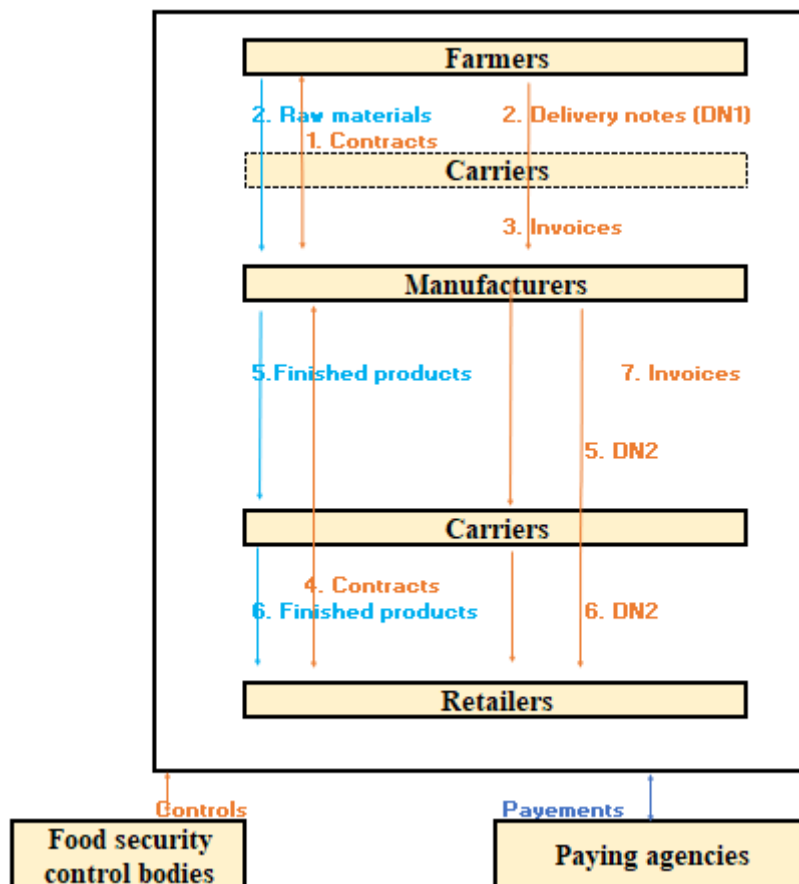 Farmers
2. Raw materials
2. Delivery notes (DN1)
1. Contracts
Carriers
3. Invoices
Manufacturers
5.Finished products
7. Invoices
5. DN2
Carriers
4. Contracts
6. Finished products
6. DN2
Retailers
Controls
Payements
Food security
control bodies
Paying agencies